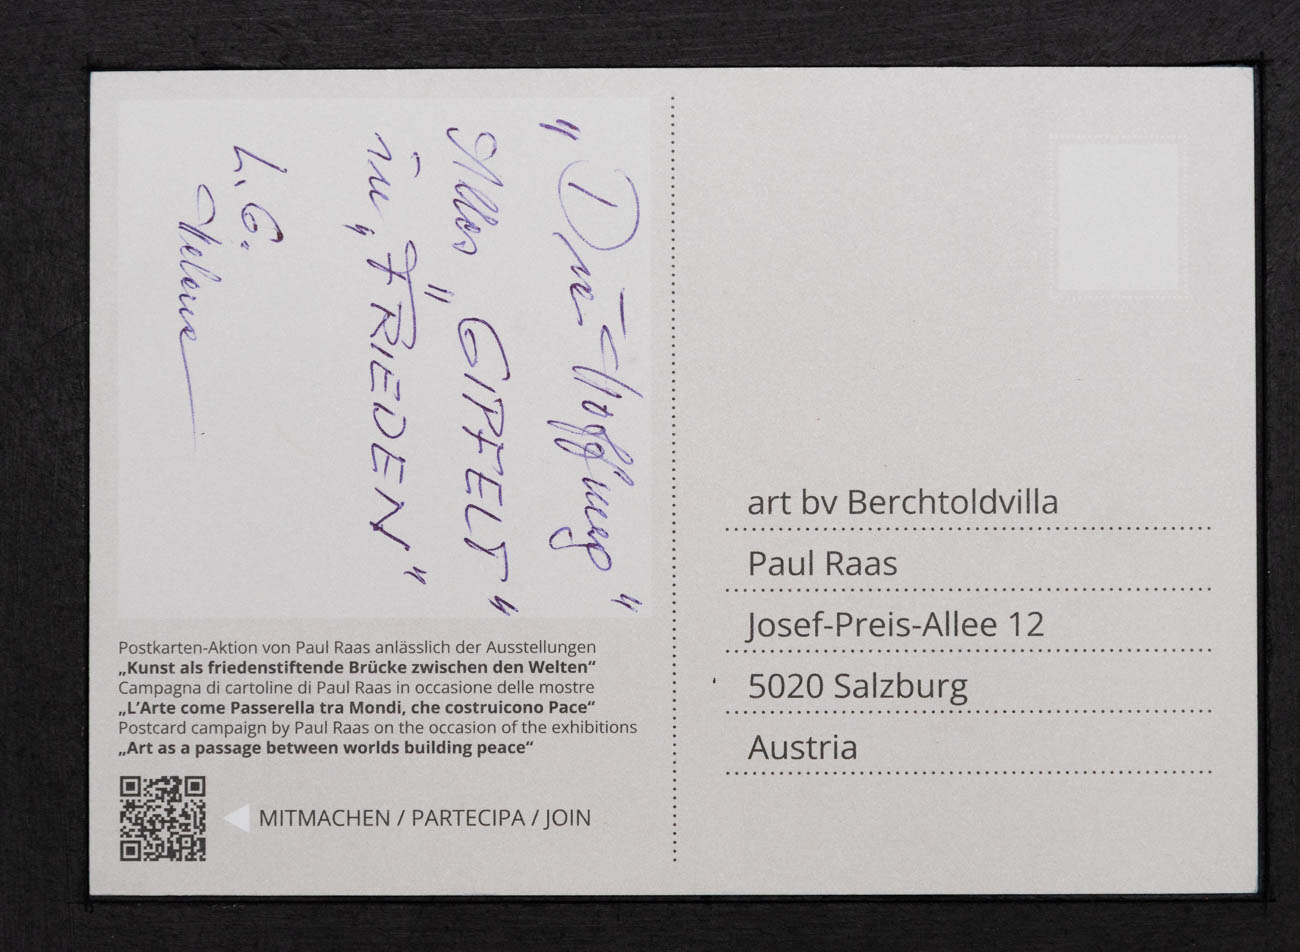 "Die Hoffnung"
Alles „GIPFELT"
im „FRIEDEN"
L.G.
Helene
Postkarten-Aktion von Paul Raas anlässlich der Ausstellungen
„Kunst als friedenstiftende Brücke zwischen den Welten“
Campagna di cartoline di Paul Raas in occasione delle mostre
„L’Arte come Passerella tra Mondi, che costruicono Pace“
Postcard campaign by Paul Raas on the occasion of the exhibitions
„Art as a passage between worlds building peace“
MITMACHEN / PARTECIPA / JOIN
art bv Berchtoldvilla
Paul Raas
Josef-Preis-Allee 12
5020 Salzburg
Austria